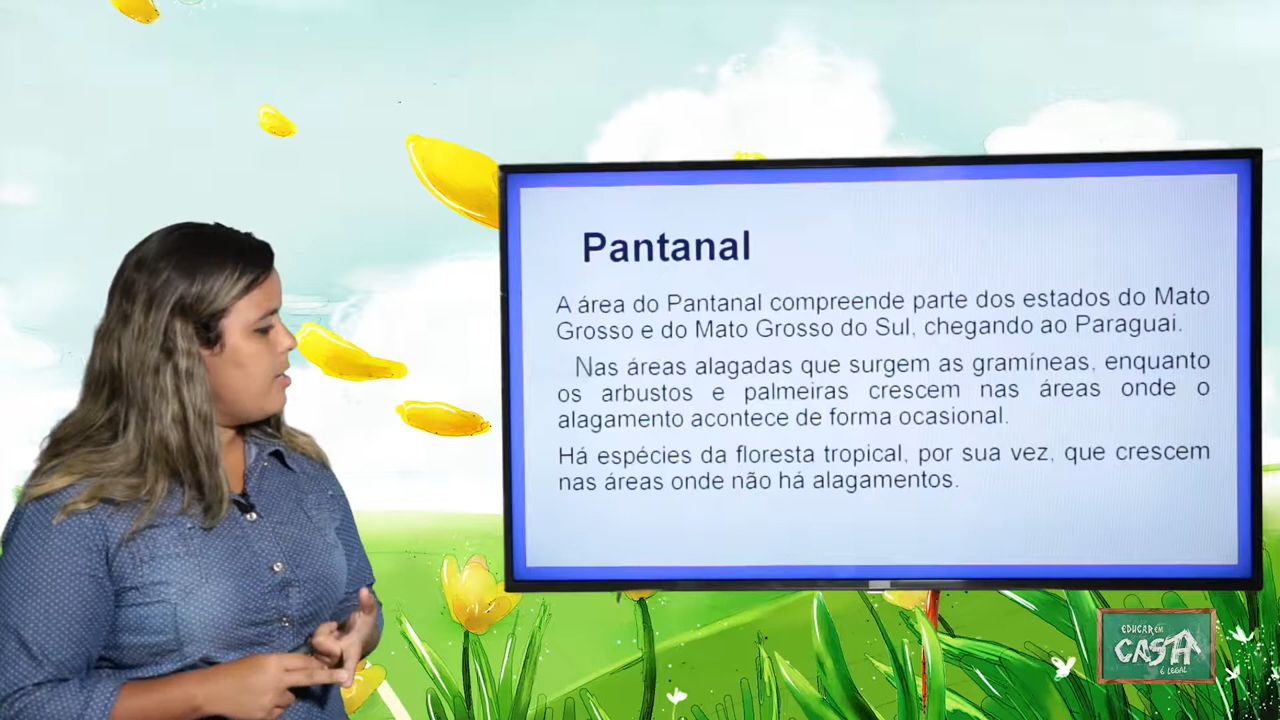 Pantanal
A área do Pantanal compreende parte dos estados do Mato
Grosso e do Mato Grosso do Sul, chegando ao Paraguai.
Nas áreas alagadas que surgem as gramíneas, enquanto
os arbustos e palmeiras crescem nas áreas onde o
alagamento acontece de forma ocasional.
Há espécies da floresta tropical, por sua vez, que crescem
nas áreas onde não há alagamentos.
EDUCAR EM
CASA
É LEGAL